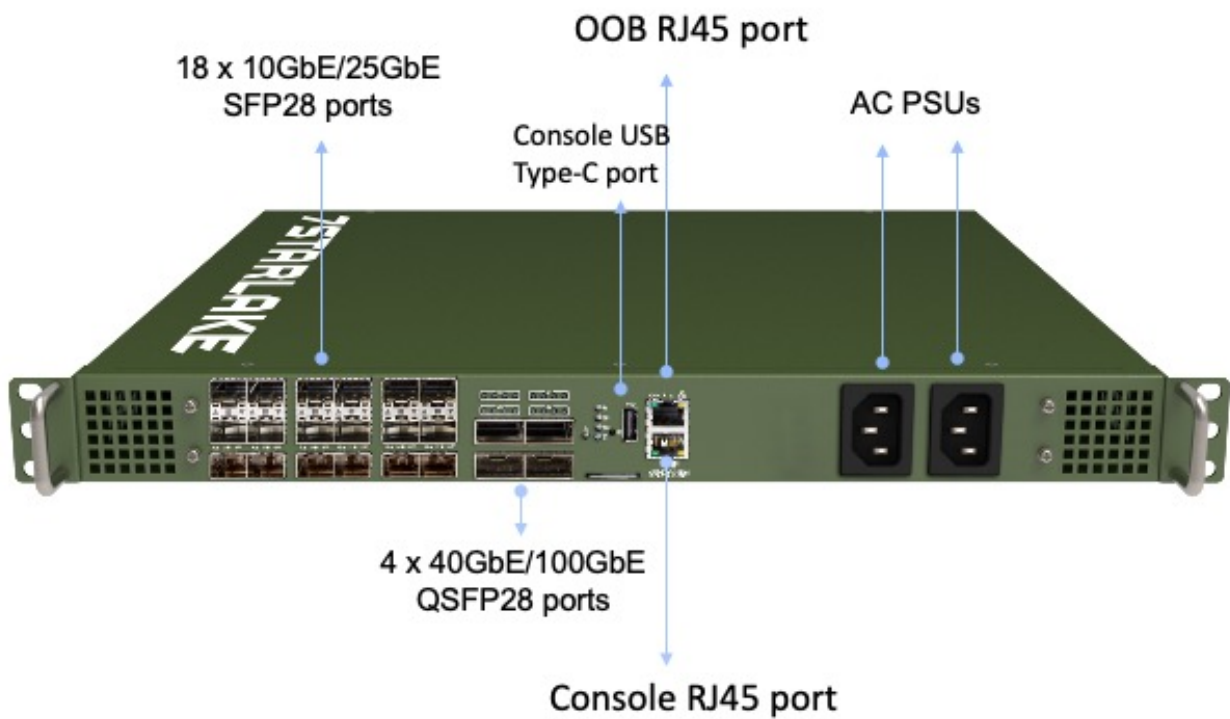 OOB RJ45 port
18 x 10GbE/25GbE
SFP28 ports
AC PSUs
Console USB
Type-C port
7STARLAKE
4 x 40GbE/100GbE
QSFP28 ports
Console RJ45 port